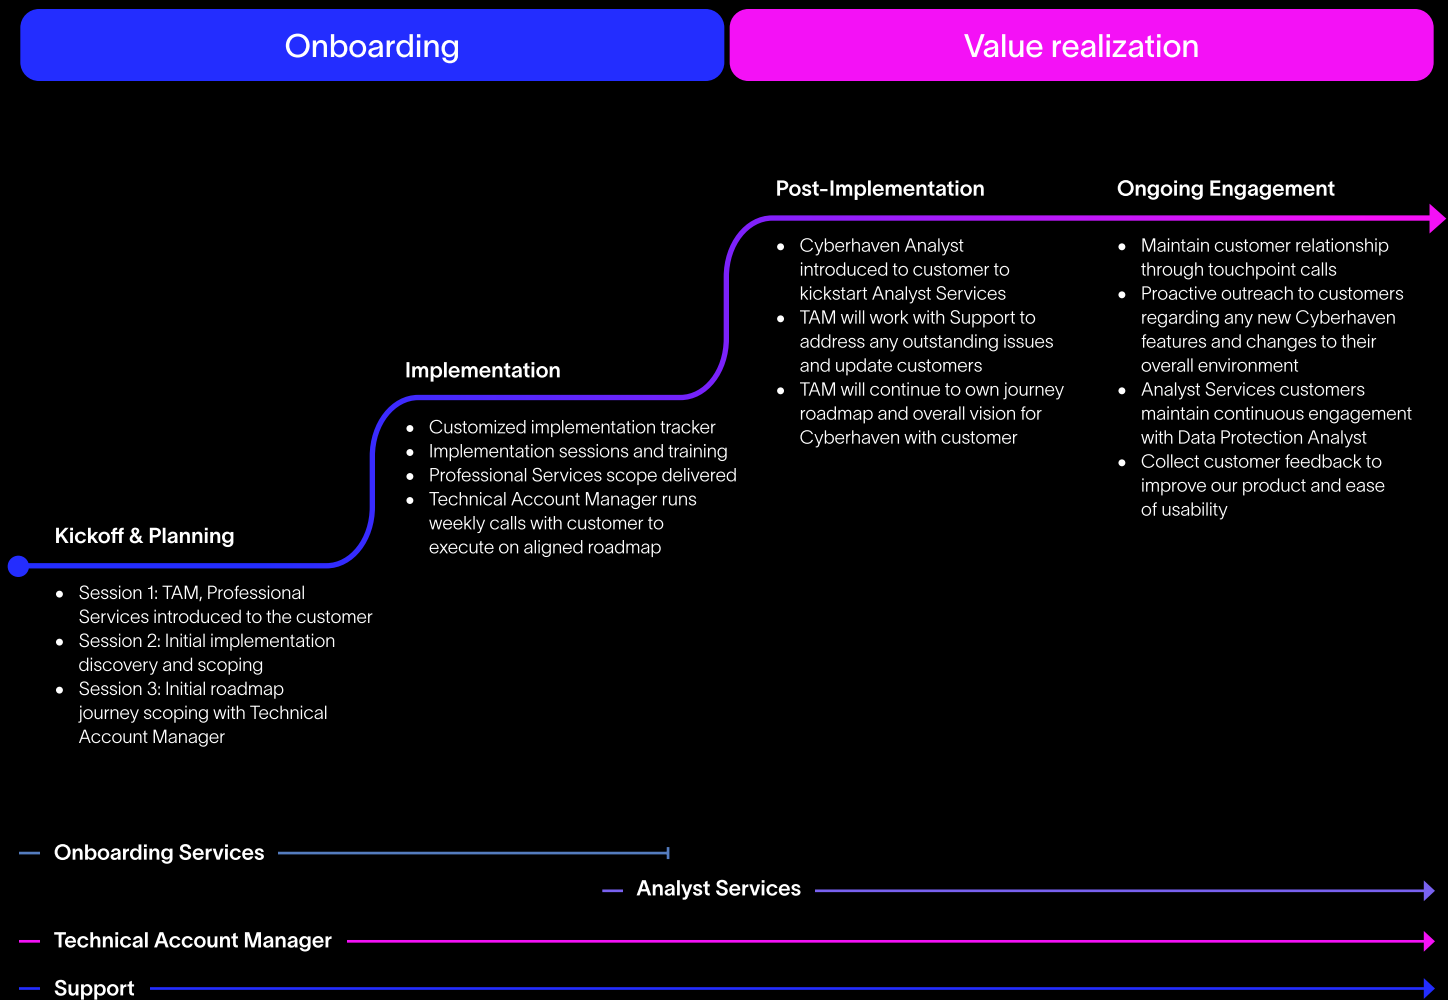 Onboarding
Value realization
Kickoff & Planning
• Session 1: TAM, Professional
Services introduced to the customer
• Session 2: Initial implementation
discovery and scoping
• Session 3: Initial roadmap
journey scoping with Technical
Account Manager
Implementation
• Customized implementation tracker
• Implementation sessions and training
• Professional Services scope delivered
• Technical Account Manager runs
weekly calls with customer to
execute on aligned roadmap
Post-Implementation
• Cyberhaven Analyst
introduced to customer to
kickstart Analyst Services
• TAM will work with Support to
address any outstanding issues
and update customers
• TAM will continue to own journey
roadmap and overall vision for
Cyberhaven with customer
Ongoing Engagement
• Maintain customer relationship
through touchpoint calls
• Proactive outreach to customers
regarding any new Cyberhaven
features and changes to their
overall environment
• Analyst Services customers
maintain continuous engagement
with Data Protection Analyst
• Collect customer feedback to
improve our product and ease
of usability
Onboarding Services
Analyst Services
Technical Account Manager
Support